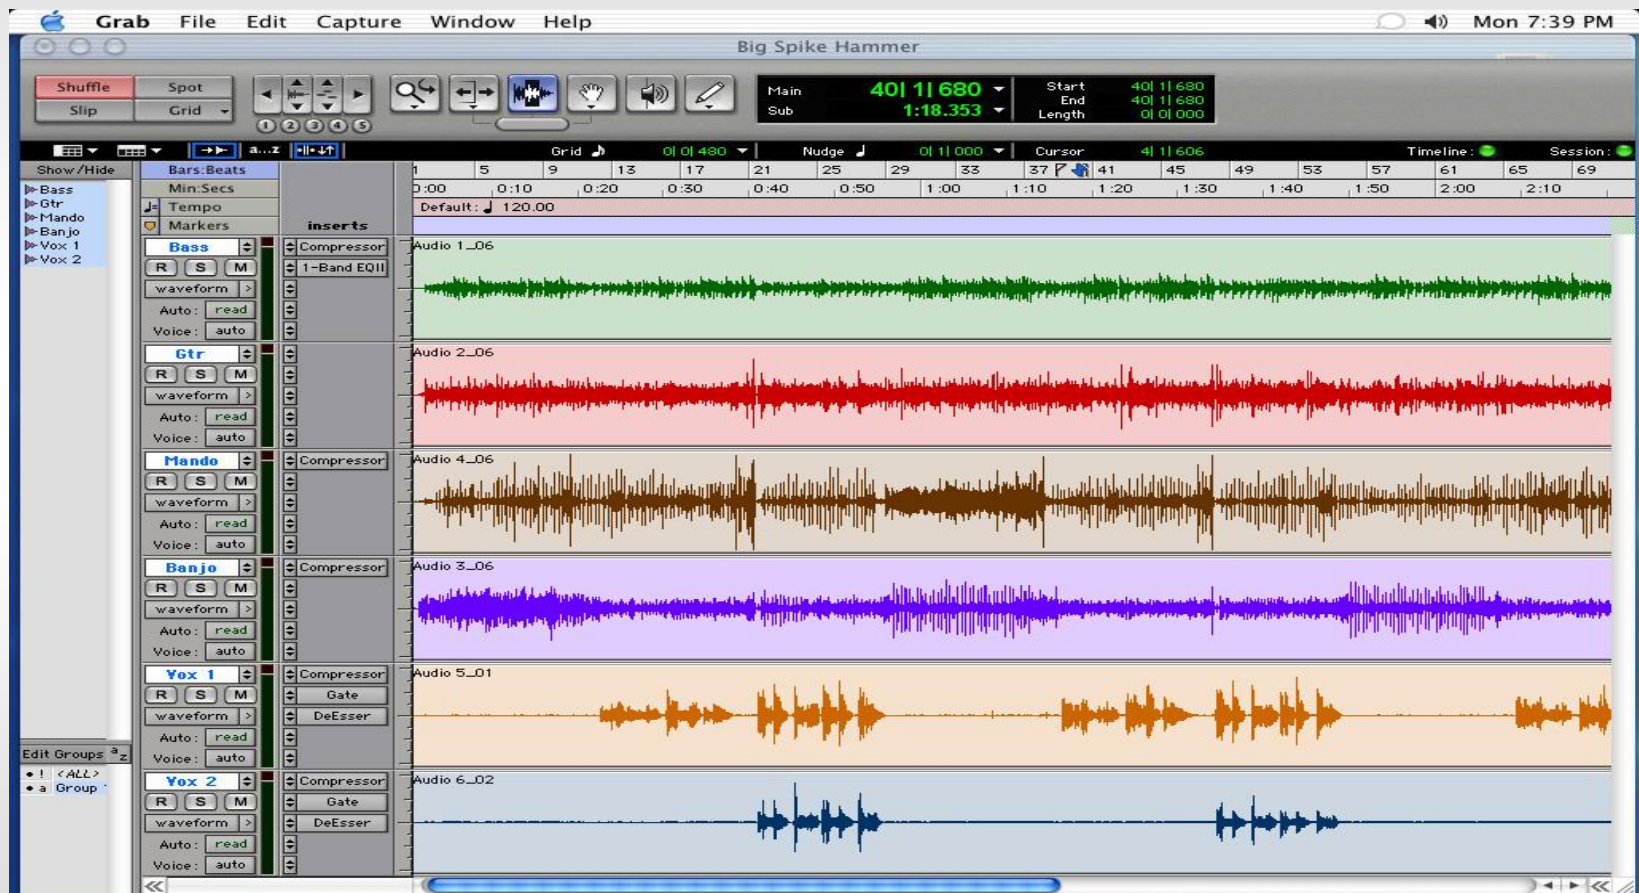 Grab File Edit Capture Window Help Mon 7:39 PM
Big Spike Hammer
Shuffle Spot
Slip Grid
1 2 3 4 5
Main 40| 1| 680
Sub 1:18.353
Start 40| 1| 680
End 40| 1| 680
Length 0| 0| 000
a...z Grid 0| 0| 480 Nudge 0| 1| 000 Cursor 4| 1| 606 Timeline: Session:
Show/Hide
Bass
Gtr
Mando
Banjo
Vox 1
Vox 2
Bars:Beats 1 5 9 13 17 21 25 29 33 37 41 45 49 53 57 61 65 69
Min:Secs 0:00 0:10 0:20 0:30 0:40 0:50 1:00 1:10 1:20 1:30 1:40 1:50 2:00 2:10
Tempo Default: 120.00
Markers inserts
Bass Compressor Audio 1_06
R S M 1-Band EQII
waveform >
Auto: read
Voice: auto
Gtr Audio 2_06
R S M
waveform >
Auto: read
Voice: auto
Mando Compressor Audio 4_06
R S M
waveform >
Auto: read
Voice: auto
Banjo Compressor Audio 3_06
R S M
waveform >
Auto: read
Voice: auto
Vox 1 Compressor Audio 5_01
R S M Gate
waveform > DeEsser
Auto: read
Voice: auto
Vox 2 Compressor Audio 6_02
R S M Gate
waveform > DeEsser
Auto: read
Voice: auto
Edit Groups a z
! <ALL>
a Group